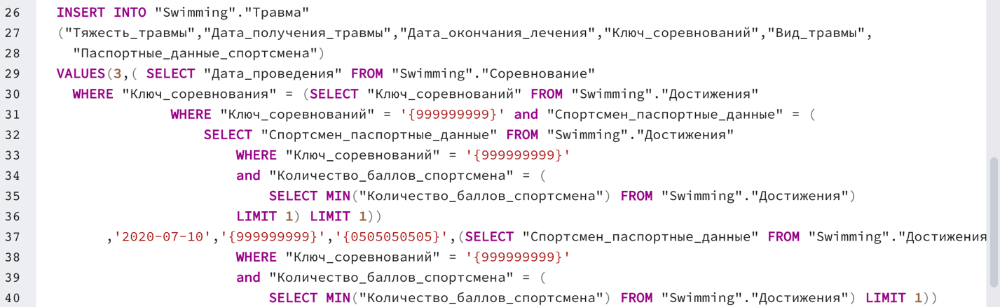 26 INSERT INTO "Swimming"."Травма"
27 ("Тяжесть_травмы","Дата_получения_травмы","Дата_окончания_лечения","Ключ_соревнований","Вид_травмы",
28 "Паспортные_данные_спортсмена")
29 VALUES(3,( SELECT "Дата_проведения" FROM "Swimming"."Соревнование"
30 WHERE "Ключ_соревнования" = (SELECT "Ключ_соревнований" FROM "Swimming"."Достижения"
31 WHERE "Ключ_соревнований" = '{999999999}' and "Спортсмен_паспортные_данные" = (
32 SELECT "Спортсмен_паспортные_данные" FROM "Swimming"."Достижения"
33 WHERE "Ключ_соревнований" = '{999999999}'
34 and "Количество_баллов_спортсмена" = (
35 SELECT MIN("Количество_баллов_спортсмена") FROM "Swimming"."Достижения")
36 LIMIT 1) LIMIT 1))
37 ,'2020-07-10','{999999999}','{0505050505}',(SELECT "Спортсмен_паспортные_данные" FROM "Swimming"."Достижения
38 WHERE "Ключ_соревнований" = '{999999999}'
39 and "Количество_баллов_спортсмена" = (
40 SELECT MIN("Количество_баллов_спортсмена") FROM "Swimming"."Достижения") LIMIT 1))